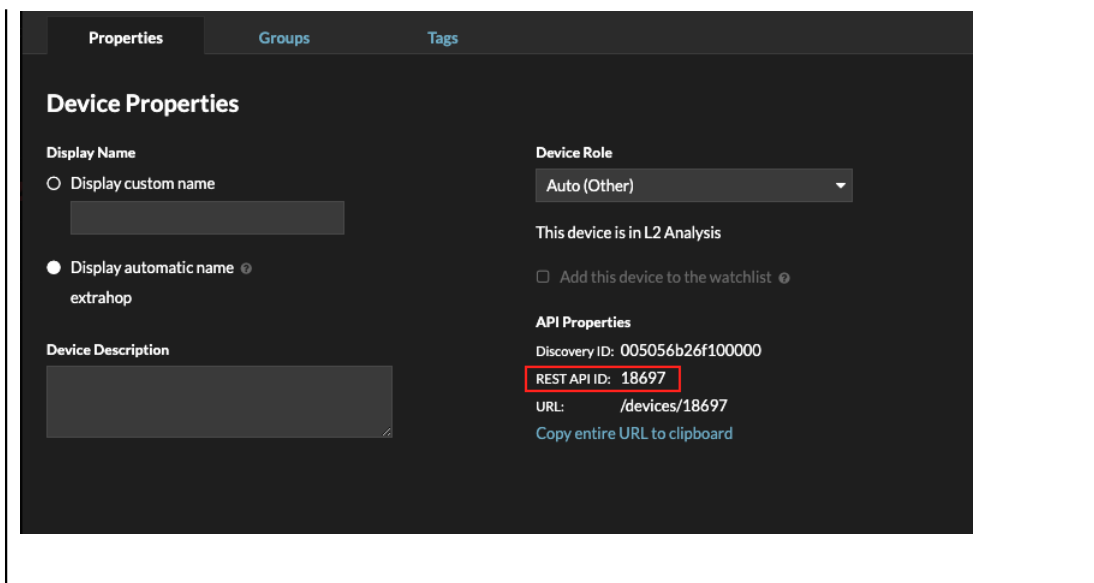 Properties Groups Tags
Device Properties
Display Name
Display custom name
Display automatic name
extrahop
Device Description
Device Role
Auto (Other)
This device is in L2 Analysis
Add this device to the watchlist
API Properties
Discovery ID: 005056b26f100000
REST API ID: 18697
URL: /devices/18697
Copy entire URL to clipboard